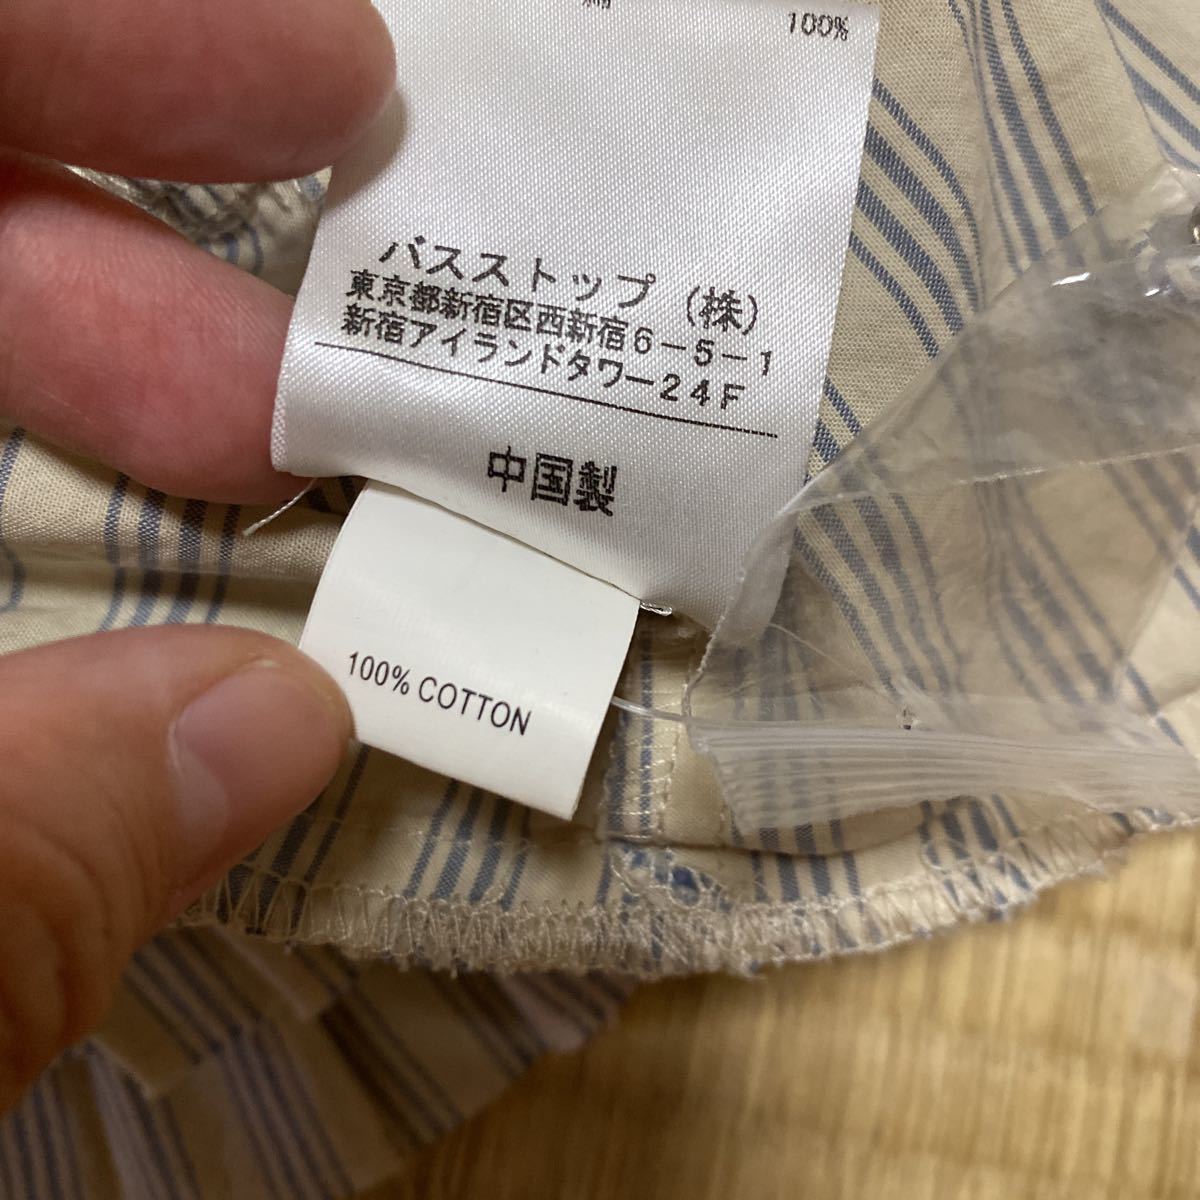 綿 100%
バスストップ（株）
東京都新宿区西新宿6-5-1
新宿アイランドタワー24F
中国製
100% COTTON